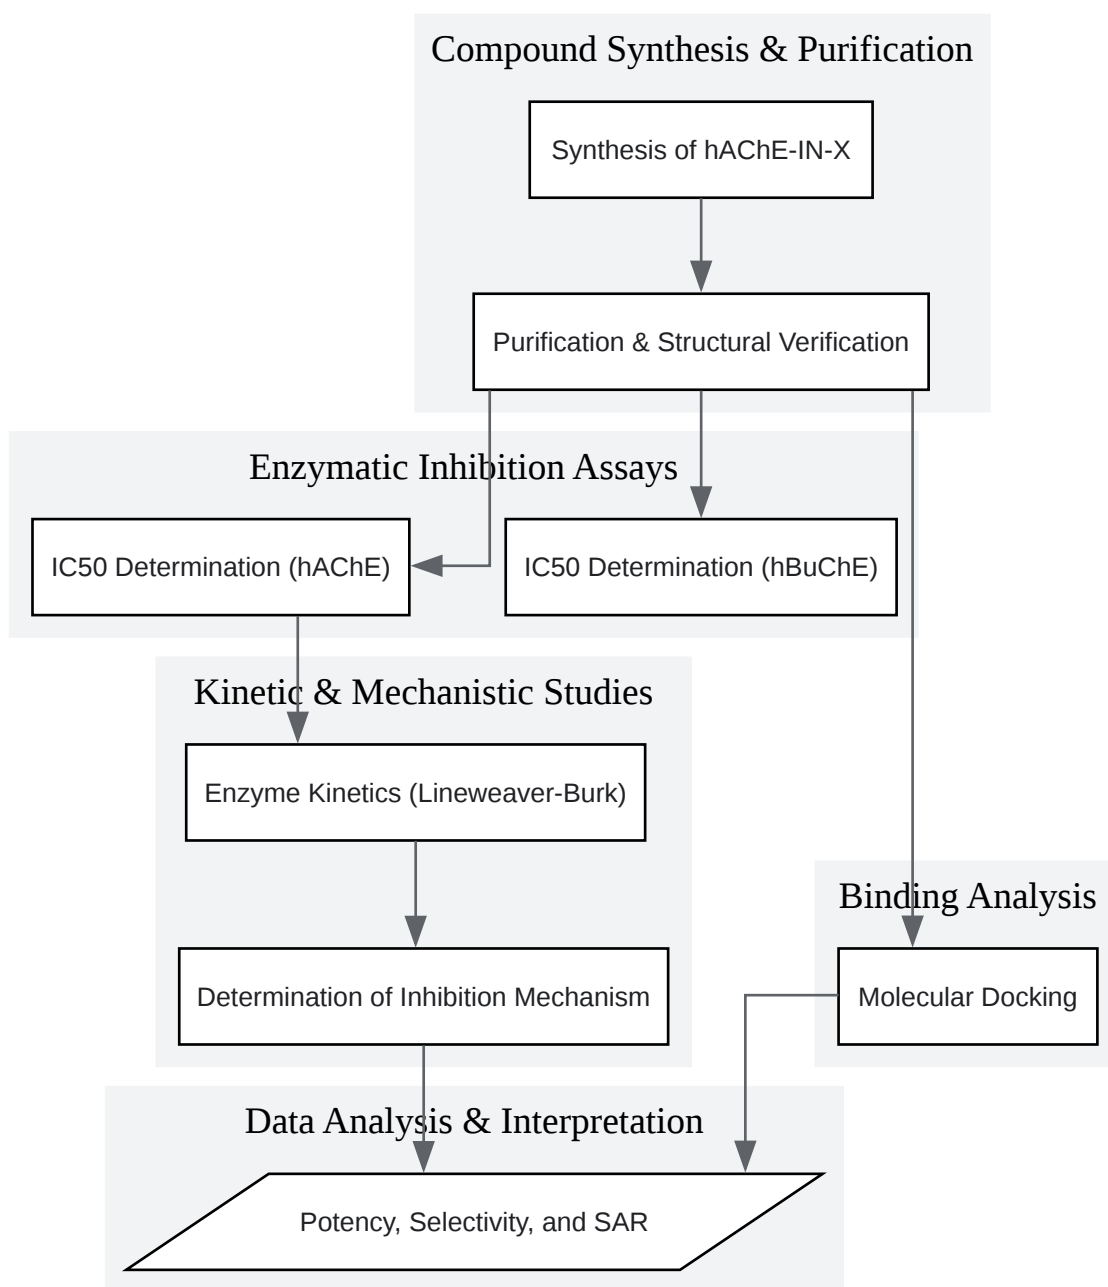 Compound Synthesis & Purification
Synthesis of hAChE-IN-X
Purification & Structural Verification
Enzymatic Inhibition Assays
IC50 Determination (hAChE)
IC50 Determination (hBuChE)
Kinetic & Mechanistic Studies
Enzyme Kinetics (Lineweaver-Burk)
Binding Analysis
Determination of Inhibition Mechanism
Molecular Docking
Data Analysis & Interpretation
Potency, Selectivity, and SAR